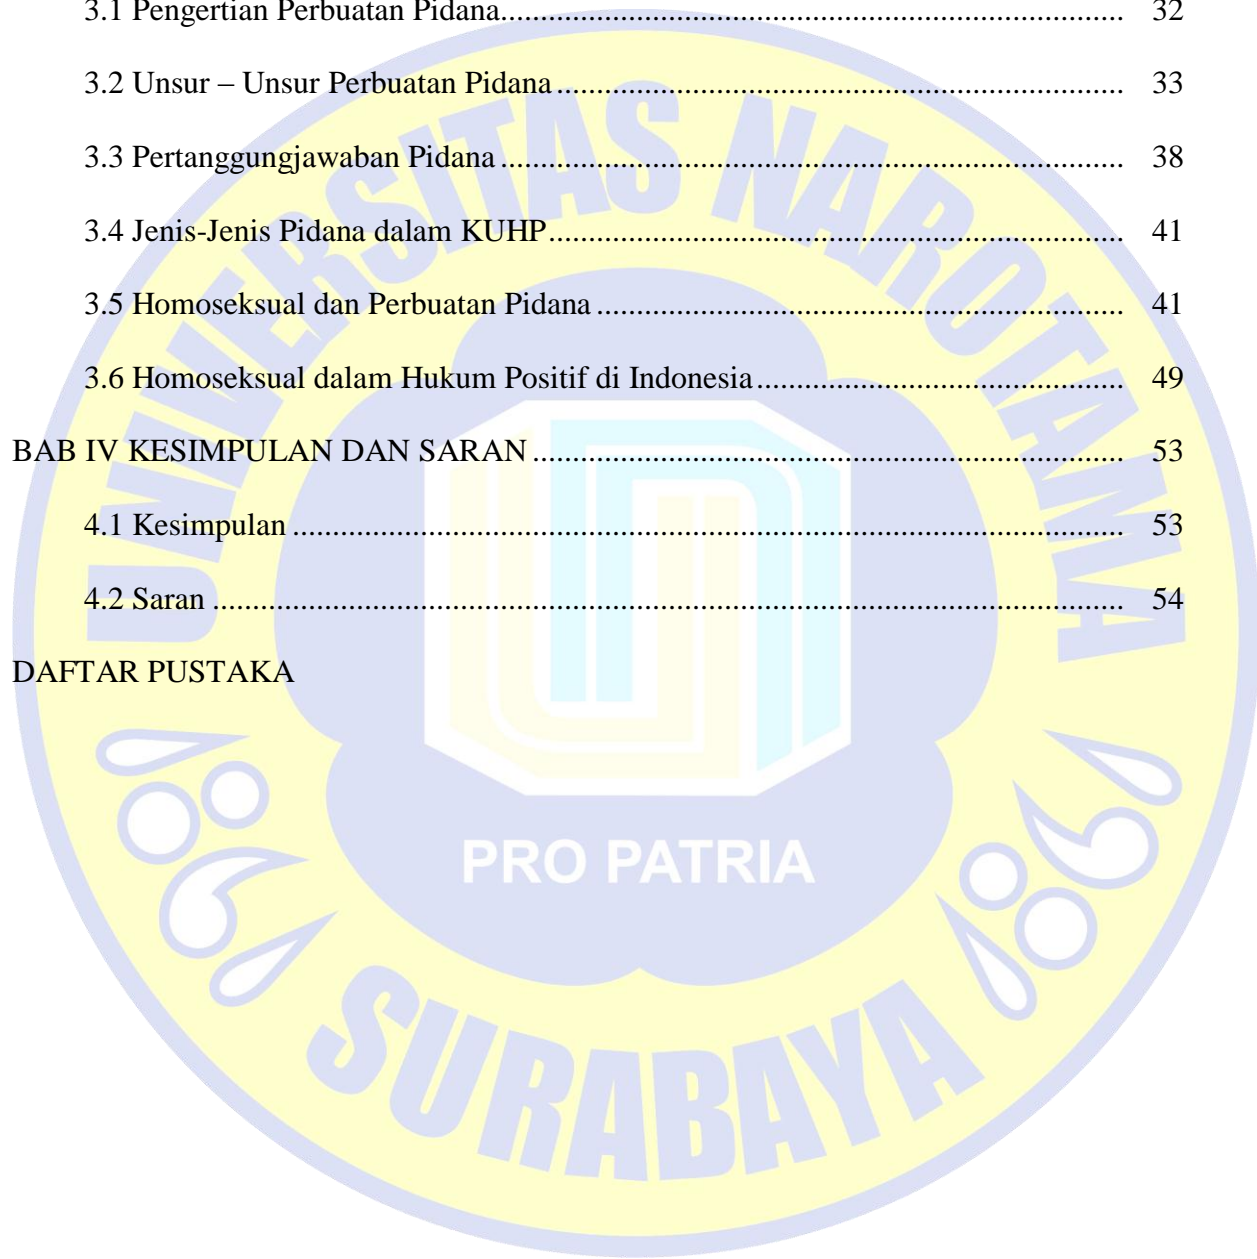 3.1 Pengertian Perbuatan Pidana........................................................................... 32
3.2 Unsur – Unsur Perbuatan Pidana.................................................................... 33
3.3 Pertanggungjawaban Pidana........................................................................... 38
3.4 Jenis-Jenis Pidana dalam KUHP..................................................................... 41
3.5 Homoseksual dan Perbuatan Pidana............................................................... 41
3.6 Homoseksual dalam Hukum Positif di Indonesia............................................ 49
BAB IV KESIMPULAN DAN SARAN....................................................................... 53
4.1 Kesimpulan.................................................................................................... 53
4.2 Saran.............................................................................................................. 54
DAFTAR PUSTAKA
UNIVERSITAS NAROTAMA
PRO PATRIA
SURABAYA